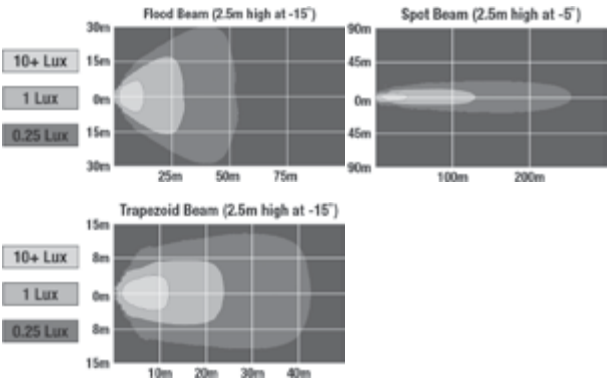 Flood Beam (2.5m high at -15°)
30m
10+ Lux
15m
1 Lux
0m
0.25 Lux
15m
30m
25m 50m 75m
Spot Beam (2.5m high at -5°)
90m
45m
0m
45m
90m
100m 200m
Trapezoid Beam (2.5m high at -15°)
15m
10+ Lux
8m
1 Lux
0m
0.25 Lux
8m
15m
10m 20m 30m 40m